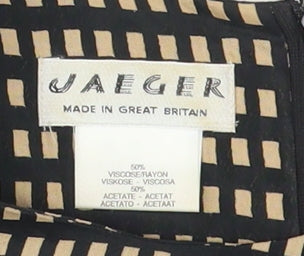 JAEGER
MADE IN GREAT BRITAIN
50%
VISCOSE/RAYON
VISKOSE - VISCOSA
50%
ACETATE - ACETAT
ACETATO - ACETAAT